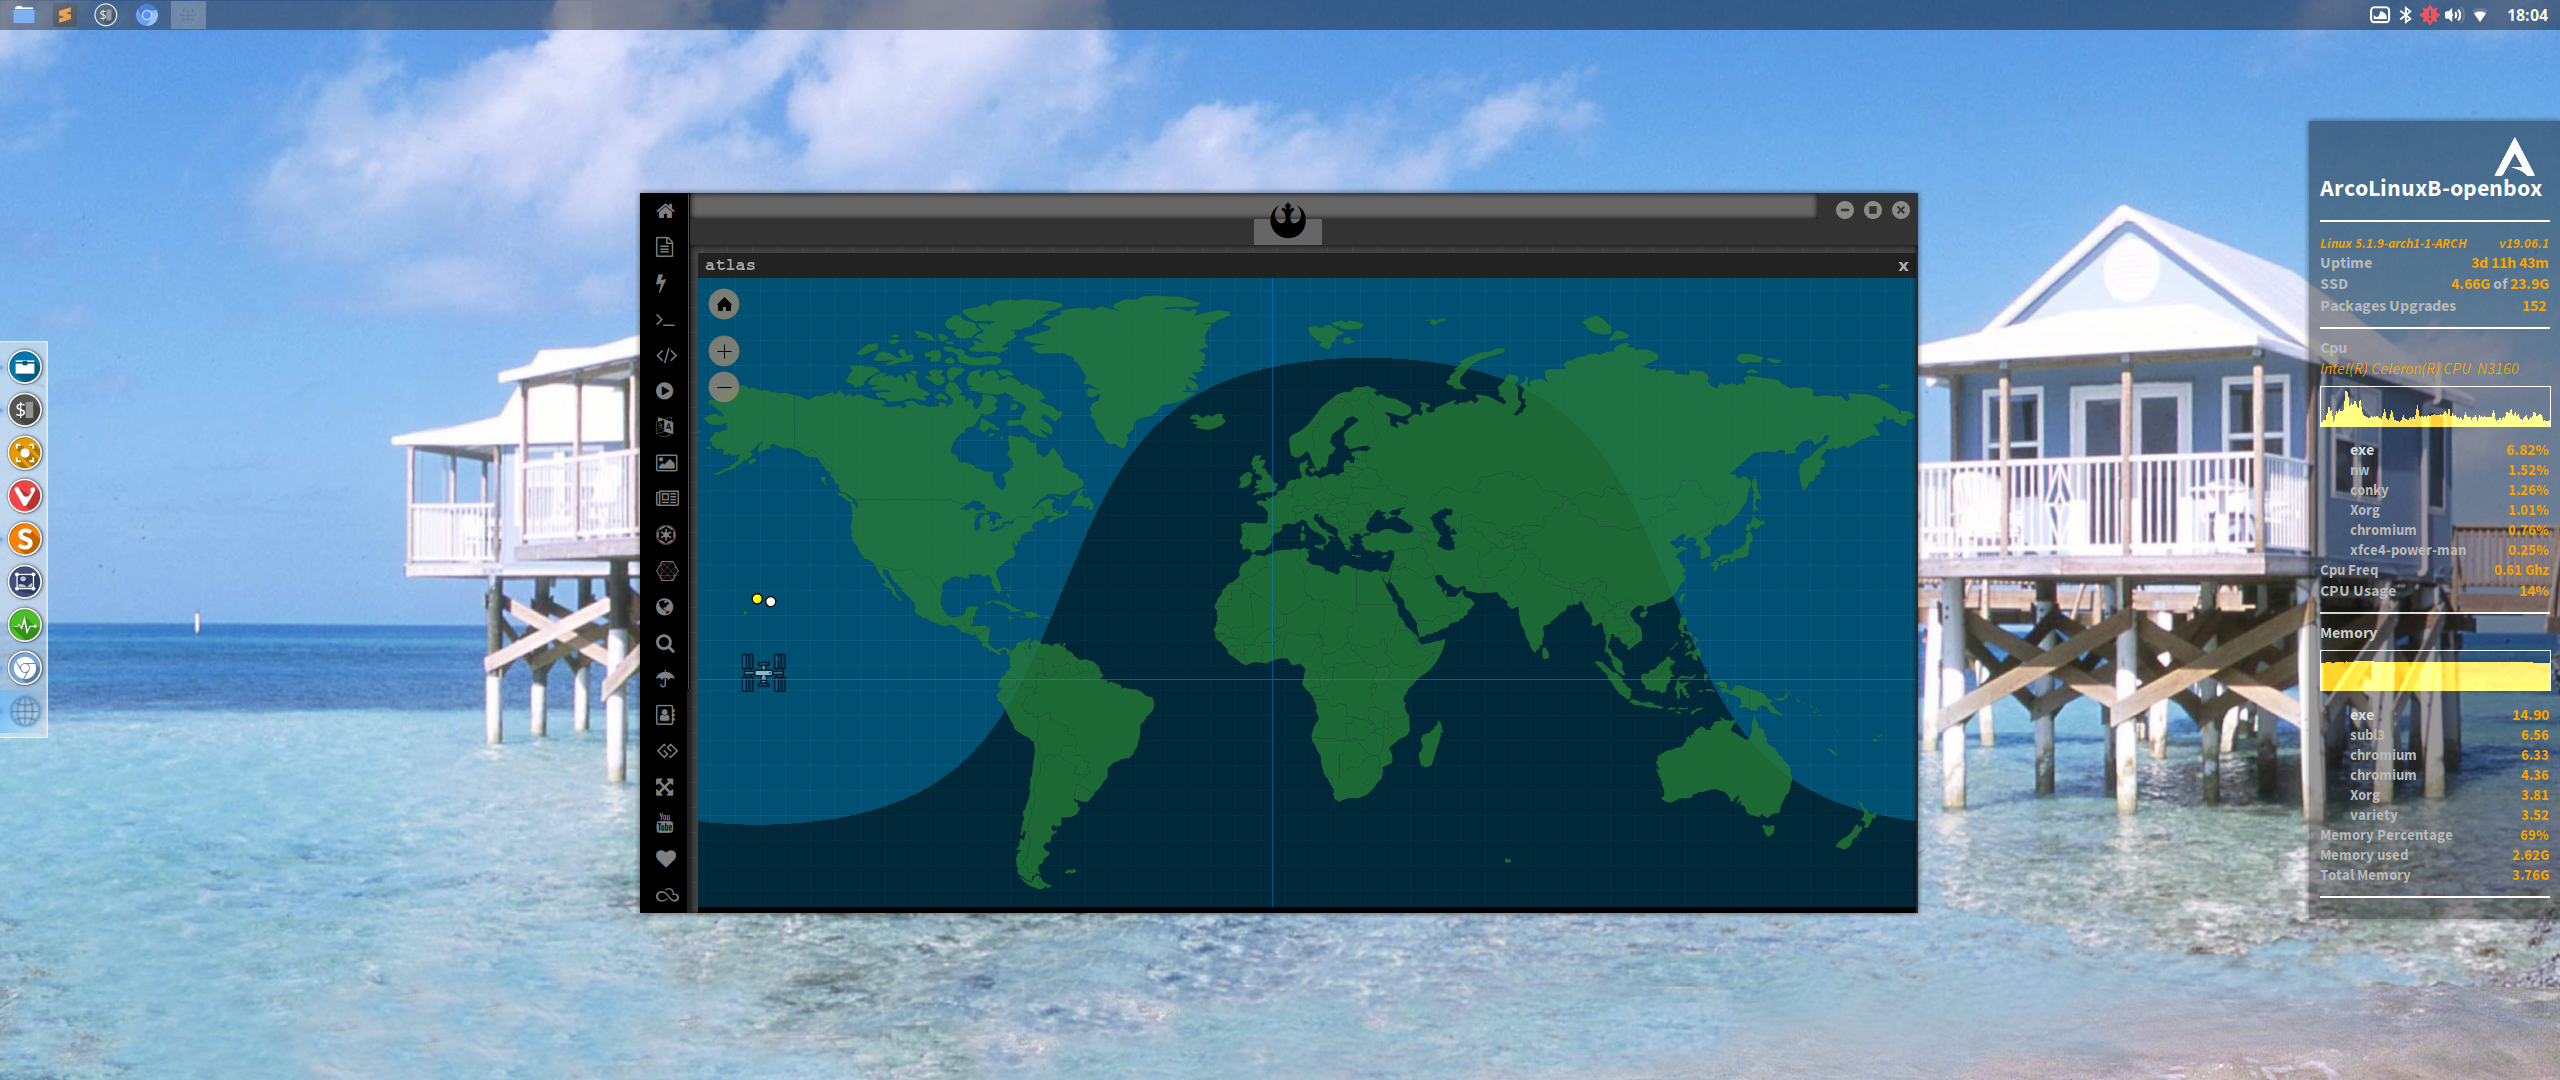 18:04
atlas
x
ArcoLinuxB-openbox
Linux 5.1.9-arch1-1-ARCH v19.06.1
Uptime 3d 11h 43m
SSD 4.66G of 23.9G
Packages Upgrades 152
Cpu
Intel(R) Celeron(R) CPU N3160
exe 6.82%
nw 1.52%
conky 1.26%
Xorg 1.01%
chromium 0.76%
xfce4-power-man 0.25%
Cpu Freq 0.61 Ghz
CPU Usage 14%
Memory
exe 14.90
subl3 6.56
chromium 6.33
chromium 4.36
Xorg 3.81
variety 3.52
Memory Percentage 69%
Memory used 2.62G
Total Memory 3.76G
You
Tube